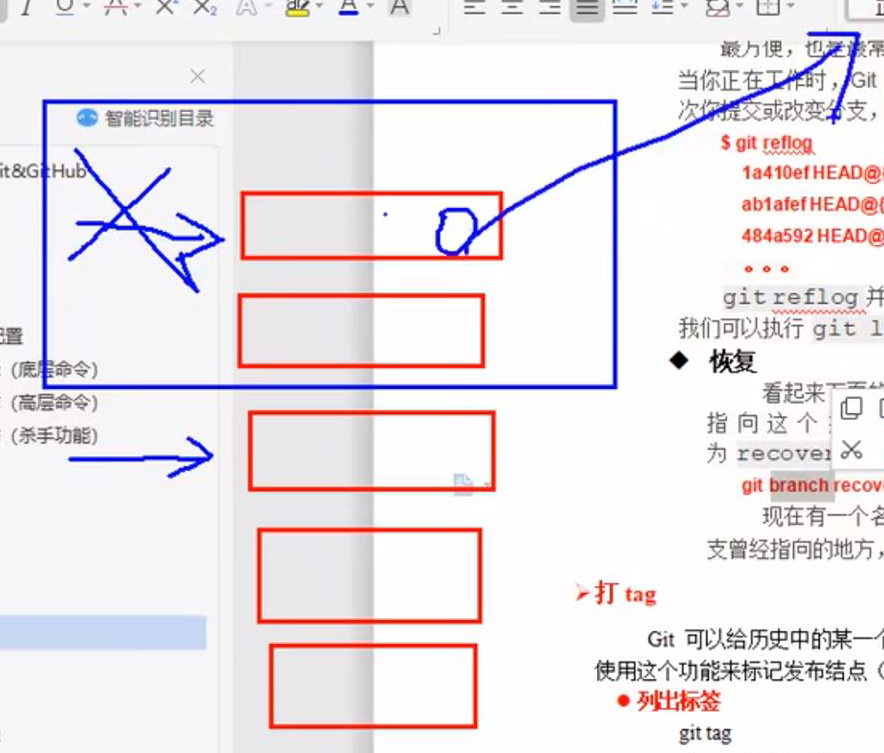 智能识别目录
it&GitHub
配置
(底层命令)
(高层命令)
(杀手功能)
最方便，也是最常
当你正在工作时，Git
次你提交或改变分支，
$ git reflog
1a410ef HEAD@{
ab1afef HEAD@{
484a592 HEAD@
。。。
git reflog 并
我们可以执行 git l
◆ 恢复
看起来
指向这个
为 recover
git branch recove
现在有一个名
支曾经指向的地方，
➢打 tag
Git 可以给历史中的某一个
使用这个功能来标记发布结点（
●列出标签
git tag